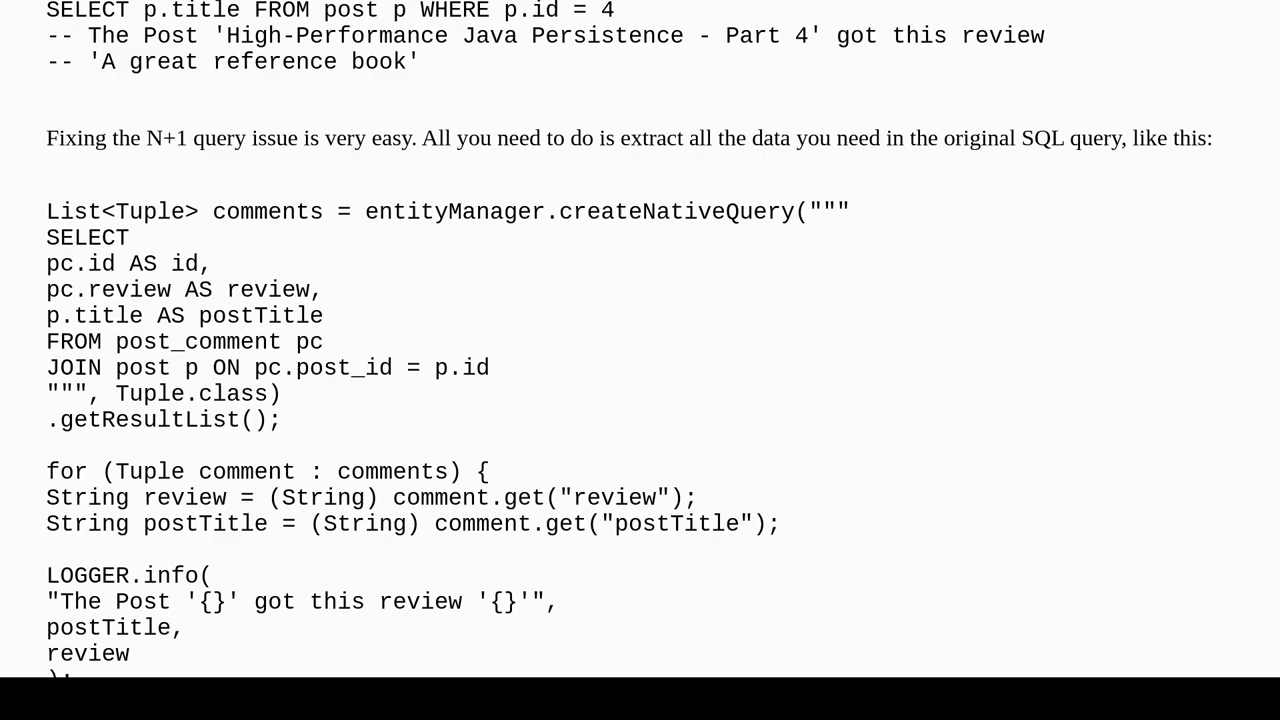 SELECT p.title FROM post p WHERE p.id = 4
-- The Post 'High-Performance Java Persistence - Part 4' got this review
-- 'A great reference book'
Fixing the N+1 query issue is very easy. All you need to do is extract all the data you need in the original SQL query, like this:
List<Tuple> comments = entityManager.createNativeQuery("""
SELECT
pc.id AS id,
pc.review AS review,
p.title AS postTitle
FROM post_comment pc
JOIN post p ON pc.post_id = p.id
""", Tuple.class)
.getResultList();
for (Tuple comment : comments) {
String review = (String) comment.get("review");
String postTitle = (String) comment.get("postTitle");
LOGGER.info(
"The Post '{}' got this review '{}'",
postTitle,
review
);